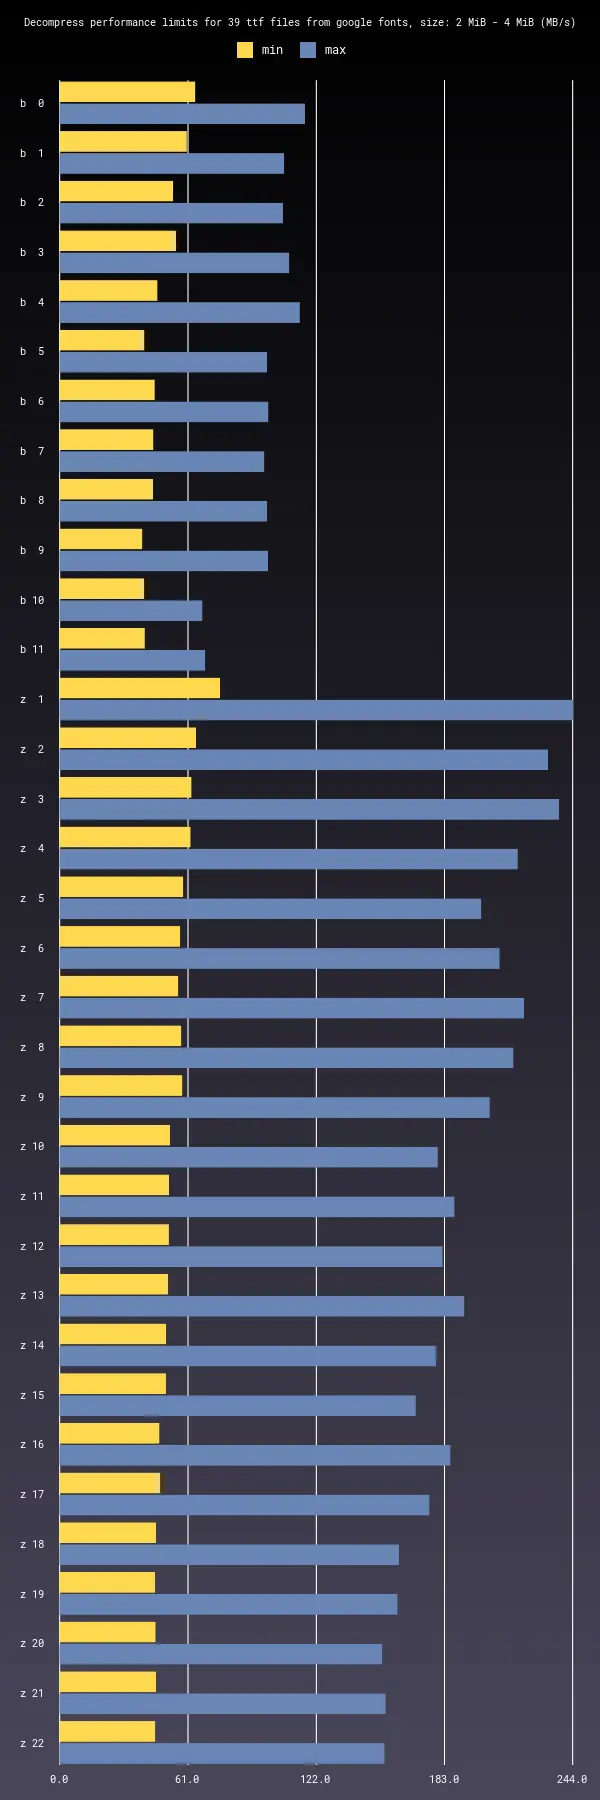 Decompress performance limits for 39 ttf files from google fonts, size: 2 MiB - 4 MiB (MB/s)
min max
b 0
b 1
b 2
b 3
b 4
b 5
b 6
b 7
b 8
b 9
b 10
b 11
z 1
z 2
z 3
z 4
z 5
z 6
z 7
z 8
z 9
z 10
z 11
z 12
z 13
z 14
z 15
z 16
z 17
z 18
z 19
z 20
z 21
z 22
0.0 61.0 122.0 183.0 244.0